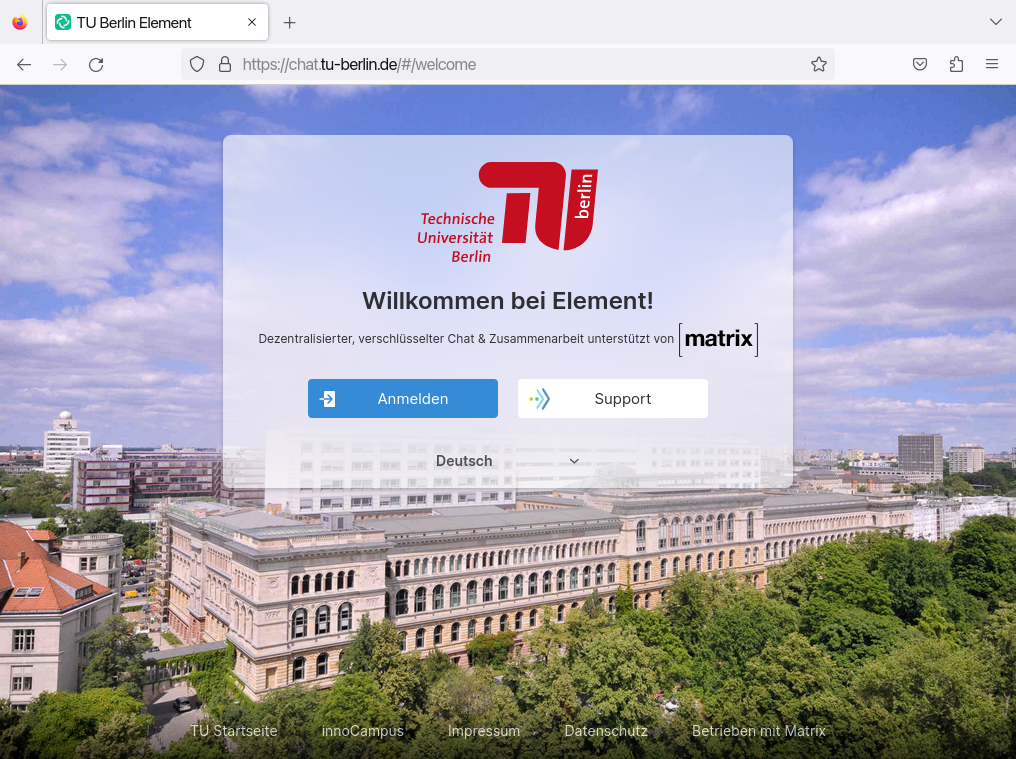 TU Berlin Element
https://chat.tu-berlin.de/#/welcome
berlin
Technische
Universität
Berlin
Willkommen bei Element!
Dezentralisierter, verschlüsselter Chat & Zusammenarbeit unterstützt von [matrix]
Anmelden
Support
Deutsch
TU Startseite innoCampus Impressum Datenschutz Betrieben mit Matrix